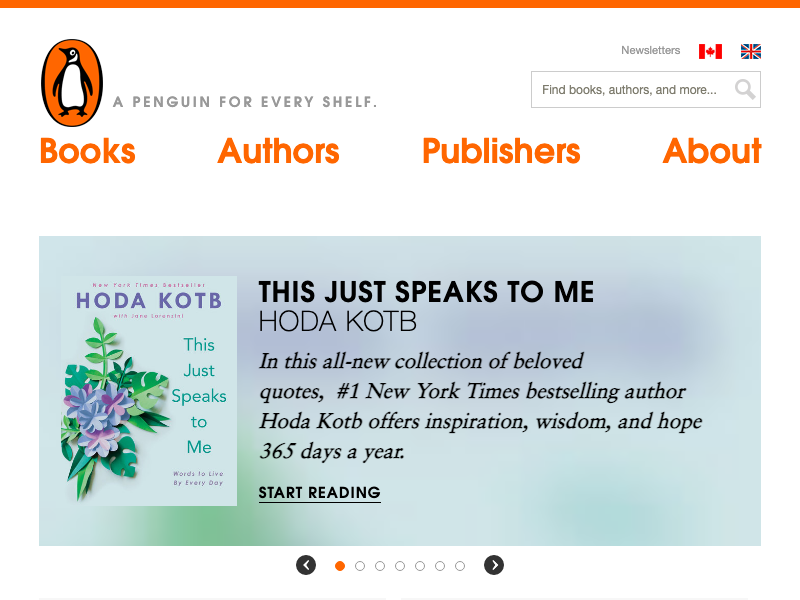 Newsletters
A PENGUIN FOR EVERY SHELF.
Find books, authors, and more...
Books
Authors
Publishers
About
New York Times Bestseller
HODA KOTB
with Jane Lorenzini
This
Just
Speaks
to
Me
Words to Live
By Every Day
THIS JUST SPEAKS TO ME
HODA KOTB
In this all-new collection of beloved
quotes, #1 New York Times bestselling author
Hoda Kotb offers inspiration, wisdom, and hope
365 days a year.
START READING